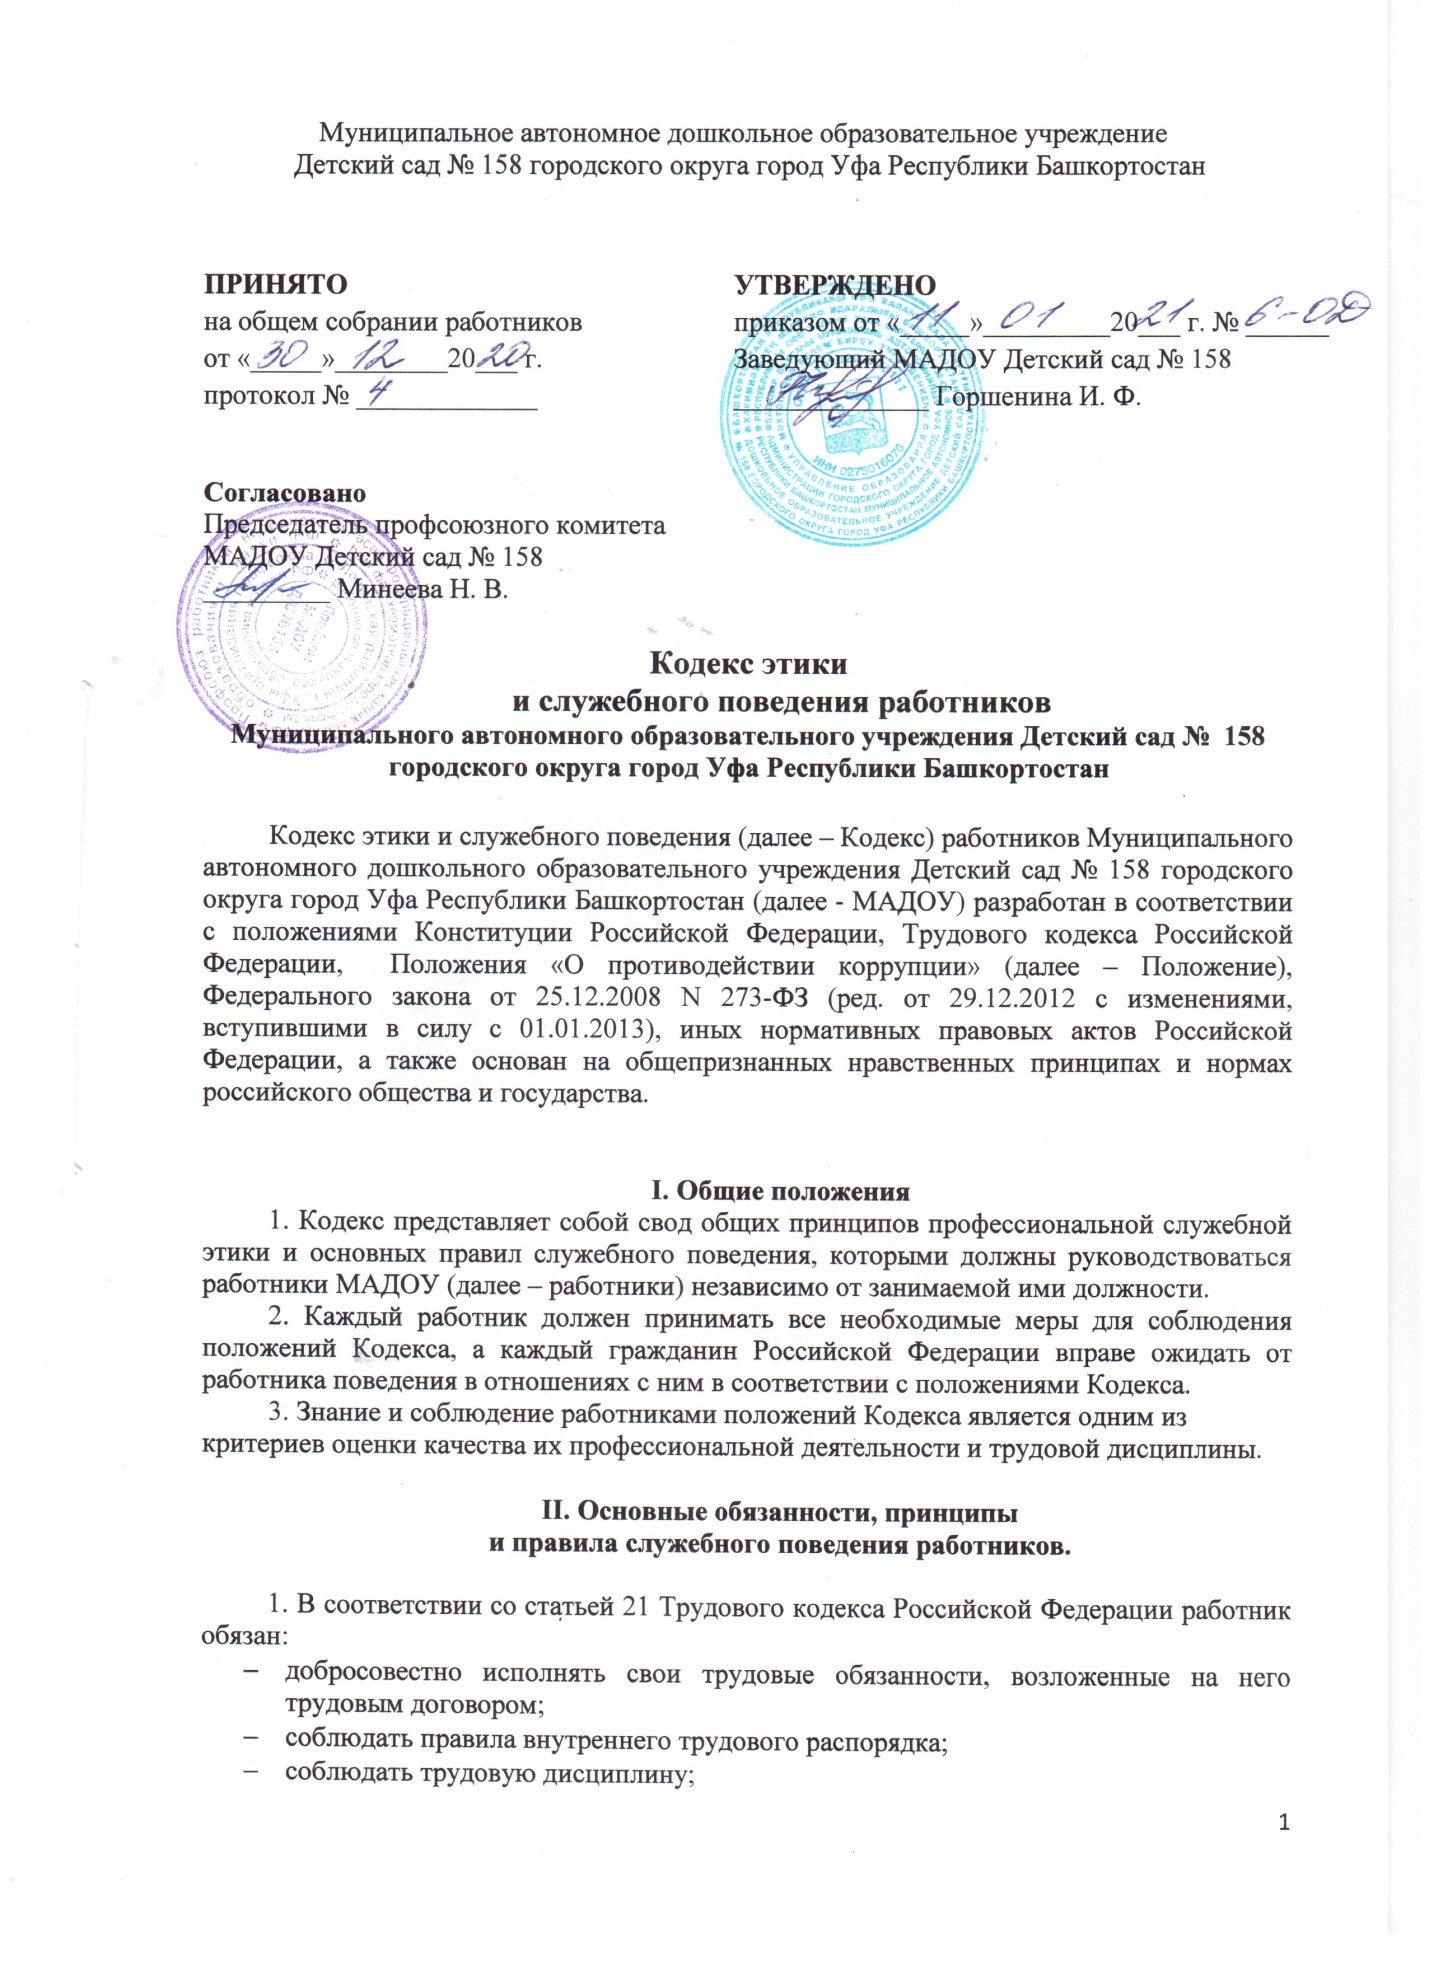 Муниципальное автономное дошкольное образовательное учреждение
Детский сад № 158 городского округа город Уфа Республики Башкортостан
ПРИНЯТО
на общем собрании работников
от «30» 12 2020 г.
протокол № 4
УТВЕРЖДЕНО
приказом от «11» 01 2021 г. № 6-ОД
Заведующий МАДОУ Детский сад № 158
Горшенина И. Ф.
ИНН 0275016070
Согласовано
Председатель профсоюзного комитета
МАДОУ Детский сад № 158
Минеева Н. В.
Кодекс этики
и служебного поведения работников
Муниципального автономного образовательного учреждения Детский сад № 158
городского округа город Уфа Республики Башкортостан
Кодекс этики и служебного поведения (далее – Кодекс) работников Муниципального
автономного дошкольного образовательного учреждения Детский сад № 158 городского
округа город Уфа Республики Башкортостан (далее - МАДОУ) разработан в соответствии
с положениями Конституции Российской Федерации, Трудового кодекса Российской
Федерации, Положения «О противодействии коррупции» (далее – Положение),
Федерального закона от 25.12.2008 N 273-ФЗ (ред. от 29.12.2012 с изменениями,
вступившими в силу с 01.01.2013), иных нормативных правовых актов Российской
Федерации, а также основан на общепризнанных нравственных принципах и нормах
российского общества и государства.
I. Общие положения
1. Кодекс представляет собой свод общих принципов профессиональной служебной
этики и основных правил служебного поведения, которыми должны руководствоваться
работники МАДОУ (далее – работники) независимо от занимаемой ими должности.
2. Каждый работник должен принимать все необходимые меры для соблюдения
положений Кодекса, а каждый гражданин Российской Федерации вправе ожидать от
работника поведения в отношениях с ним в соответствии с положениями Кодекса.
3. Знание и соблюдение работниками положений Кодекса является одним из
критериев оценки качества их профессиональной деятельности и трудовой дисциплины.
II. Основные обязанности, принципы
и правила служебного поведения работников.
1. В соответствии со статьей 21 Трудового кодекса Российской Федерации работник
обязан:
– добросовестно исполнять свои трудовые обязанности, возложенные на него
трудовым договором;
– соблюдать правила внутреннего трудового распорядка;
– соблюдать трудовую дисциплину;
1